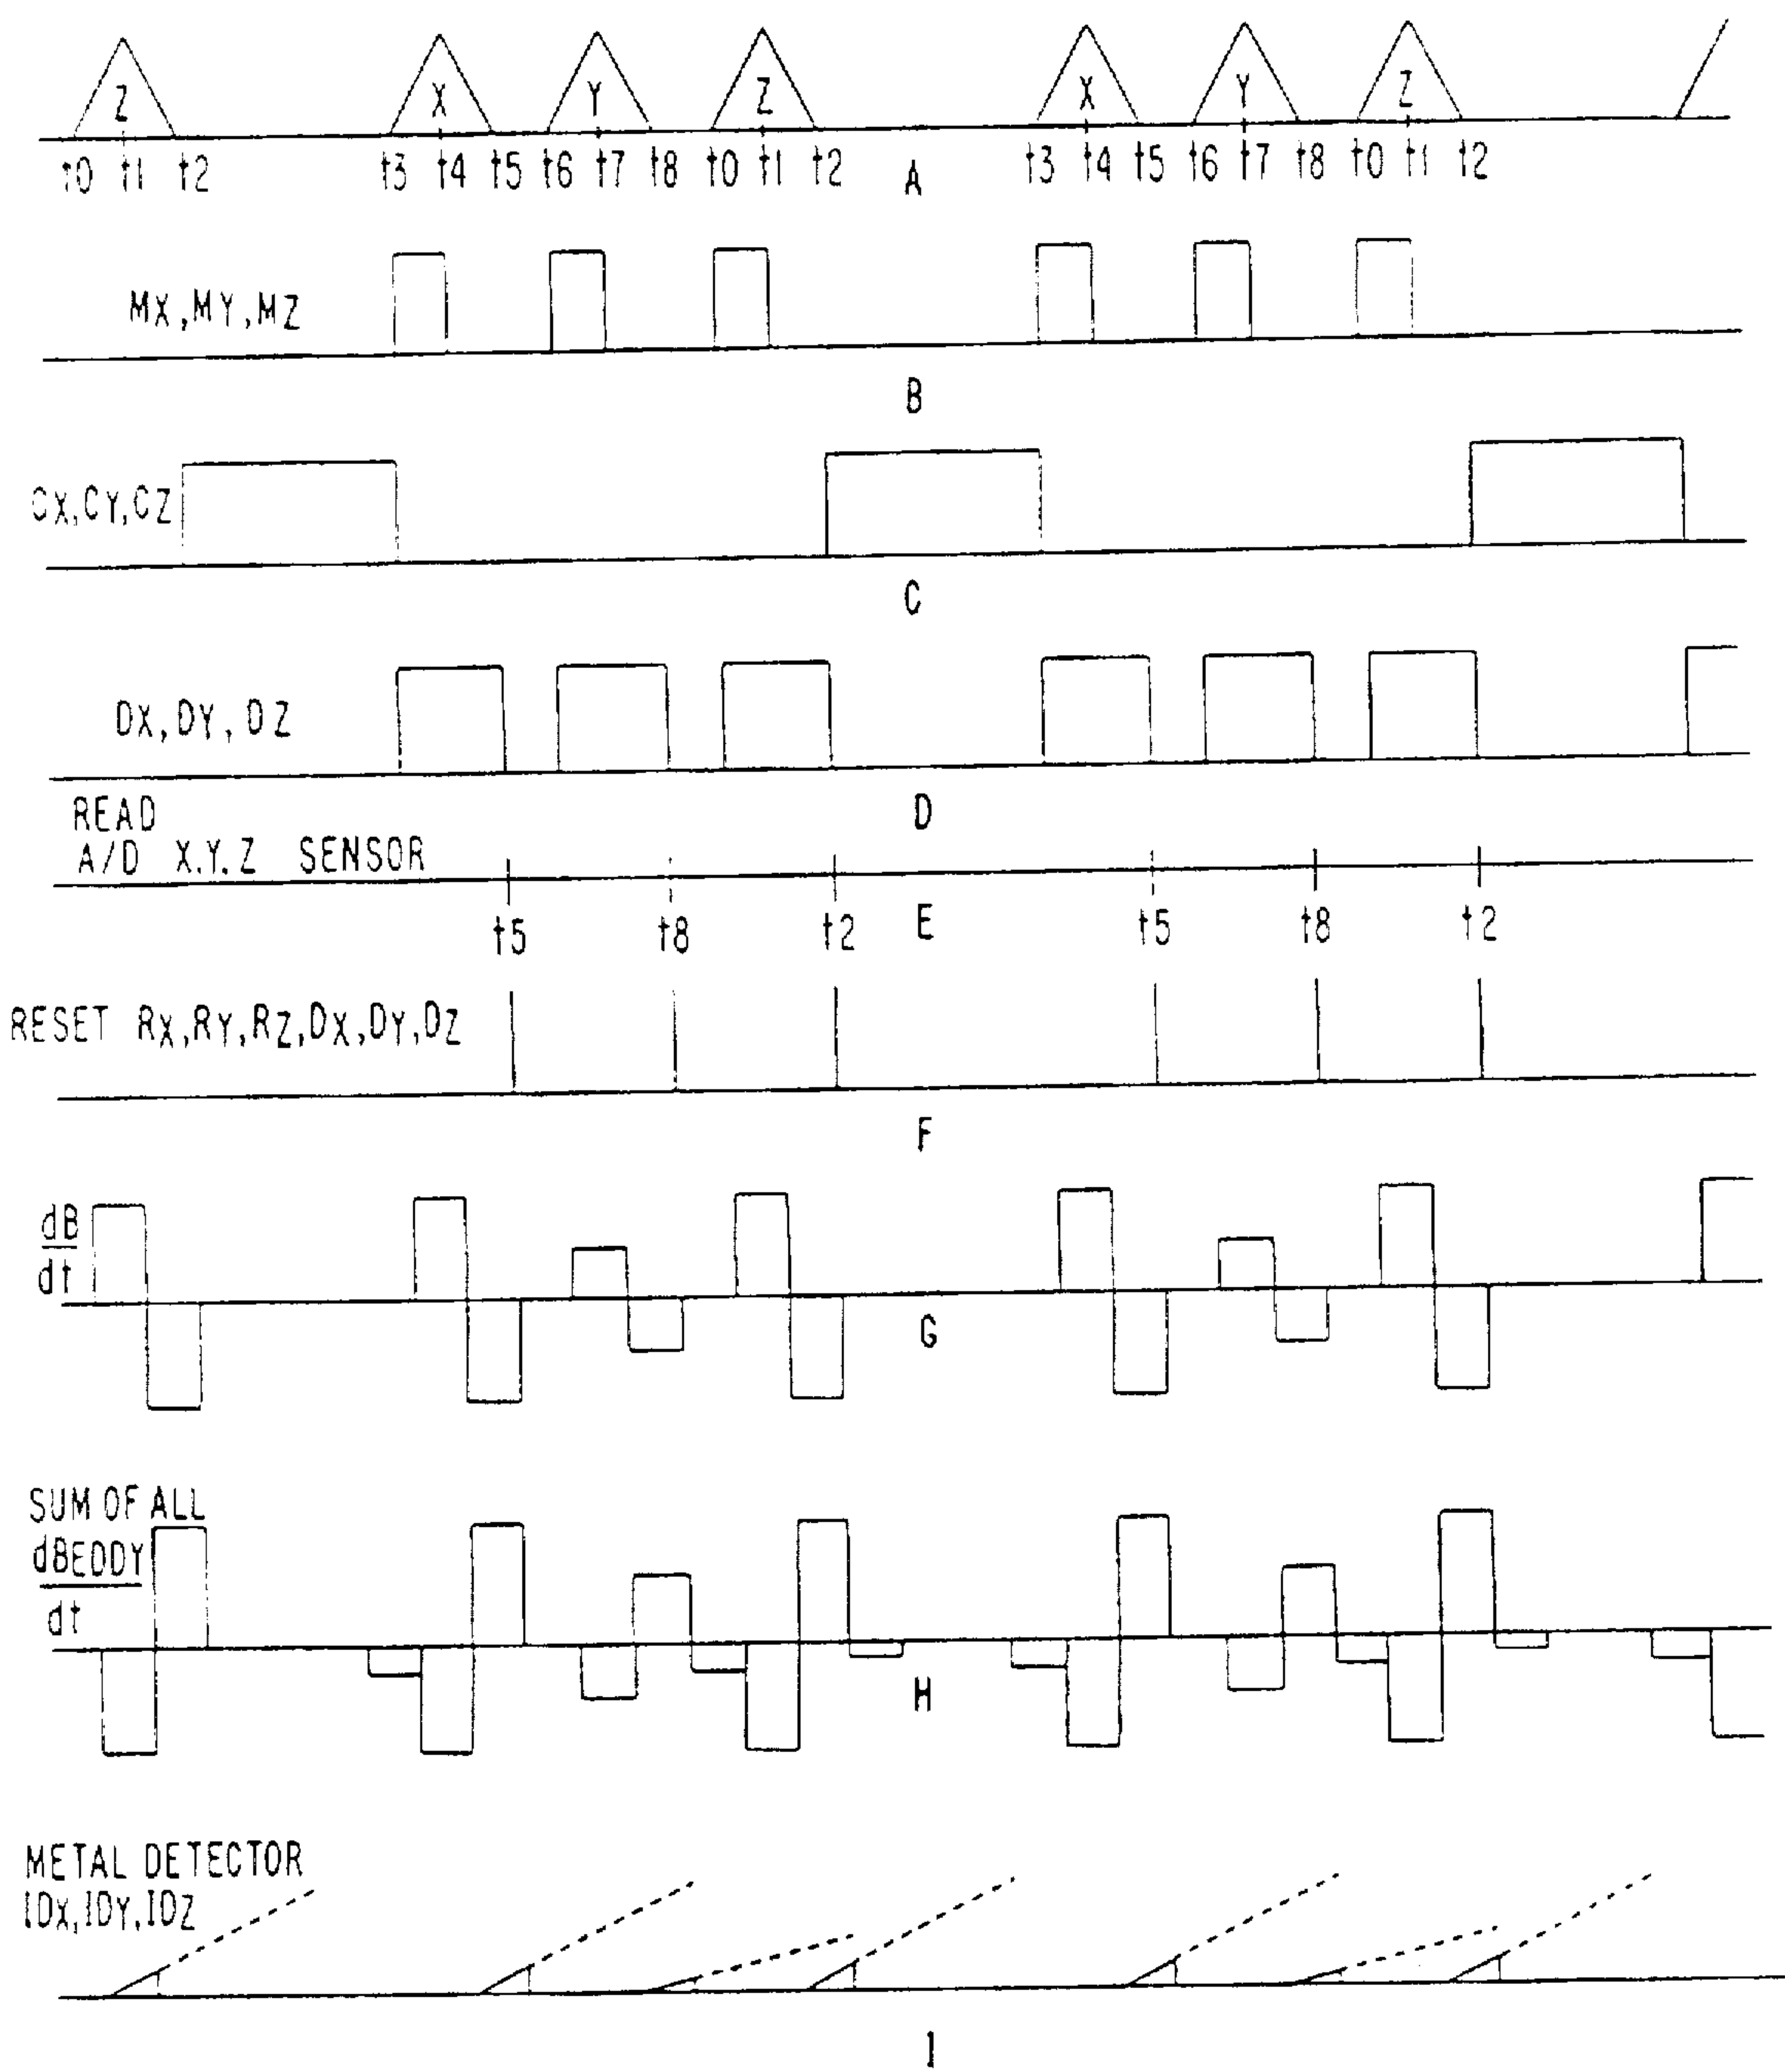 Z X Y Z X Y Z
t0 t1 t2 t3 t4 t5 t6 t7 t8 t0 t1 t2 t3 t4 t5 t6 t7 t8 t0 t1 t2
A
MX,MY,MZ
B
CX,CY,CZ
C
DX,DY,DZ
D
READ
A/D X.Y.Z SENSOR
t5 t8 t2 t5 t8 t2
E
RESET RX,RY,RZ,DX,DY,DZ
F
dB
dt
G
SUM OF ALL
dBEDDY
dt
H
METAL DETECTOR
IDX,IDY,IDZ
I